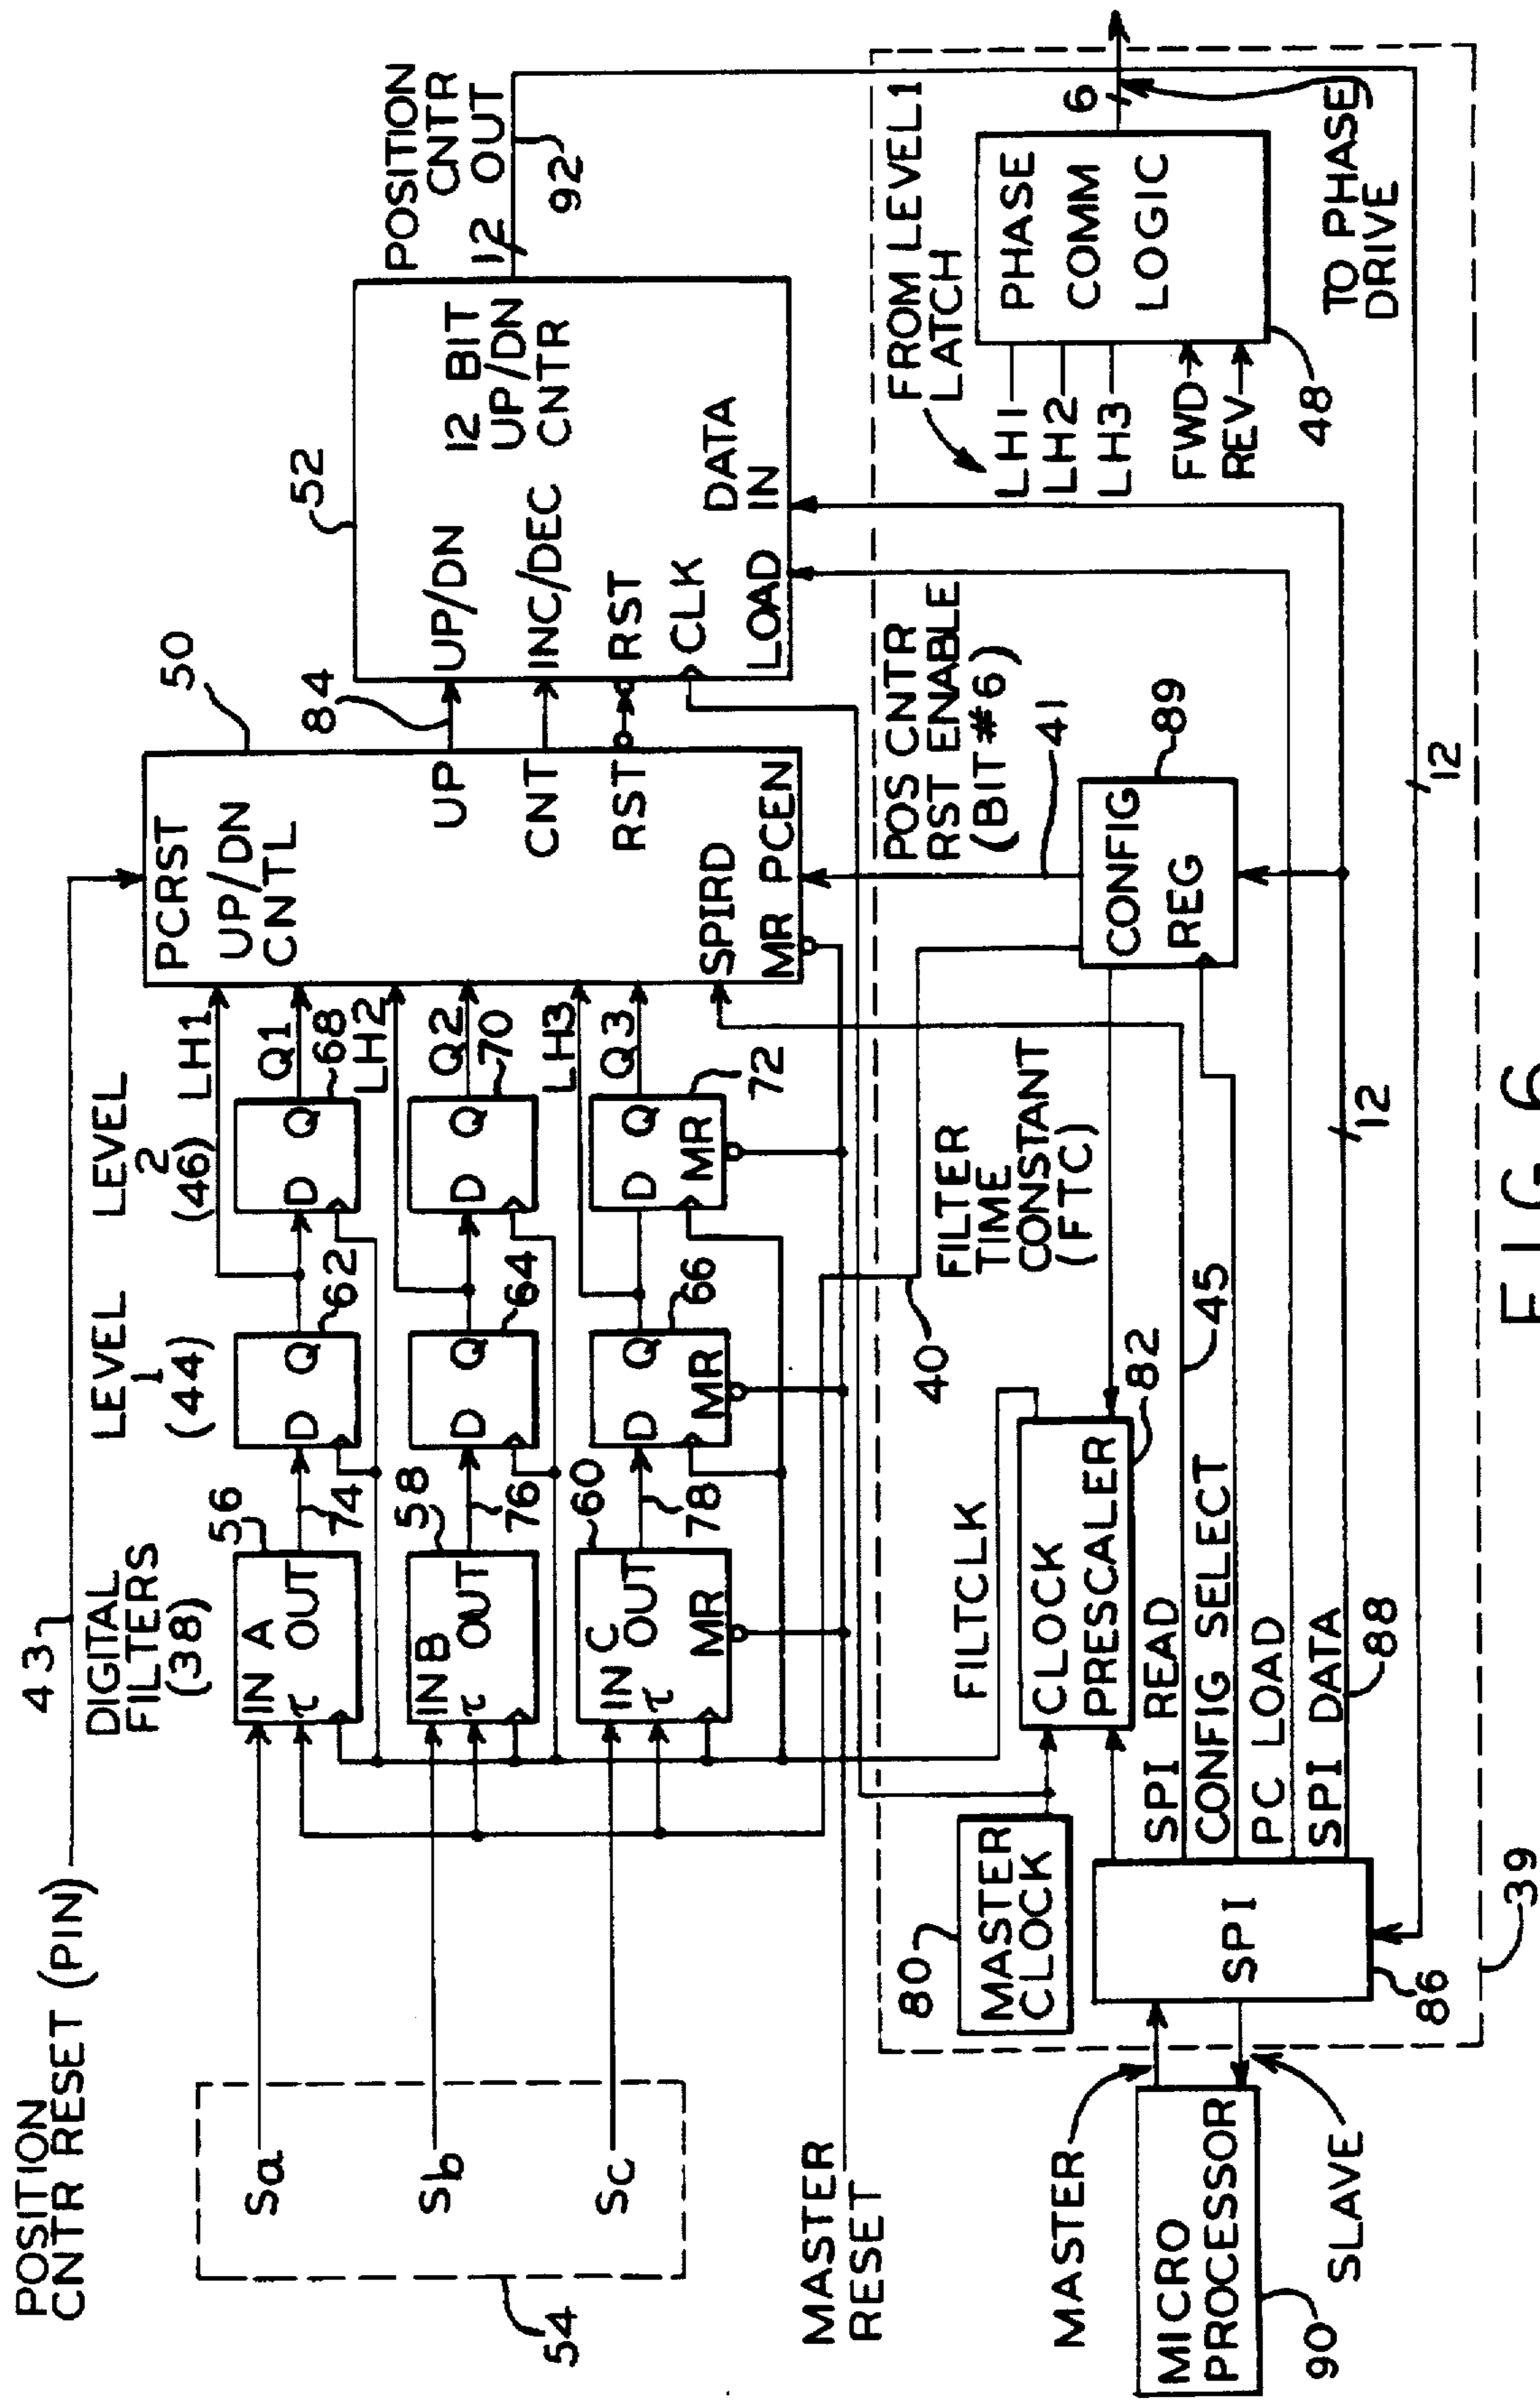 POSITION
CNTR RESET (PIN)
43
Sa
Sb
Sc
54
MASTER
RESET
DIGITAL
FILTERS
(38)
IN A
τ OUT
56
74
IN B
τ OUT
58
76
IN C
τ OUT
MR
60
78
LEVEL
1
(44)
D Q
62
D Q
64
D Q
MR
66
LEVEL
2
(46)
D Q
68
D Q
70
D Q
MR
72
LH1
Q1
LH2
Q2
LH3
Q3
PCRST
UP/DN
CNTL
UP
CNT
RST
SPIRD
MR PCEN
50
84
52
UP/DN
INC/DEC
RST
CLK
LOAD
DATA
IN
12 BIT
UP/DN
CNTR
POSITION
CNTR
12 OUT
92
MICRO
PROCESSOR
90
MASTER
SLAVE
80
MASTER
CLOCK
SPI
86
39
FILTCLK
CLOCK
PRESCALER
82
SPI READ
45
CONFIG SELECT
PC LOAD
SPI DATA
88
12
12
40
FILTER
TIME
CONSTANT
(FTC)
CONFIG
REG
89
41
POS CNTR
RST ENABLE
(BIT #6)
FROM LEVEL1
LATCH
LH1
LH2
LH3
FWD
REV
PHASE
COMM
LOGIC
48
6
TO PHASE
DRIVE